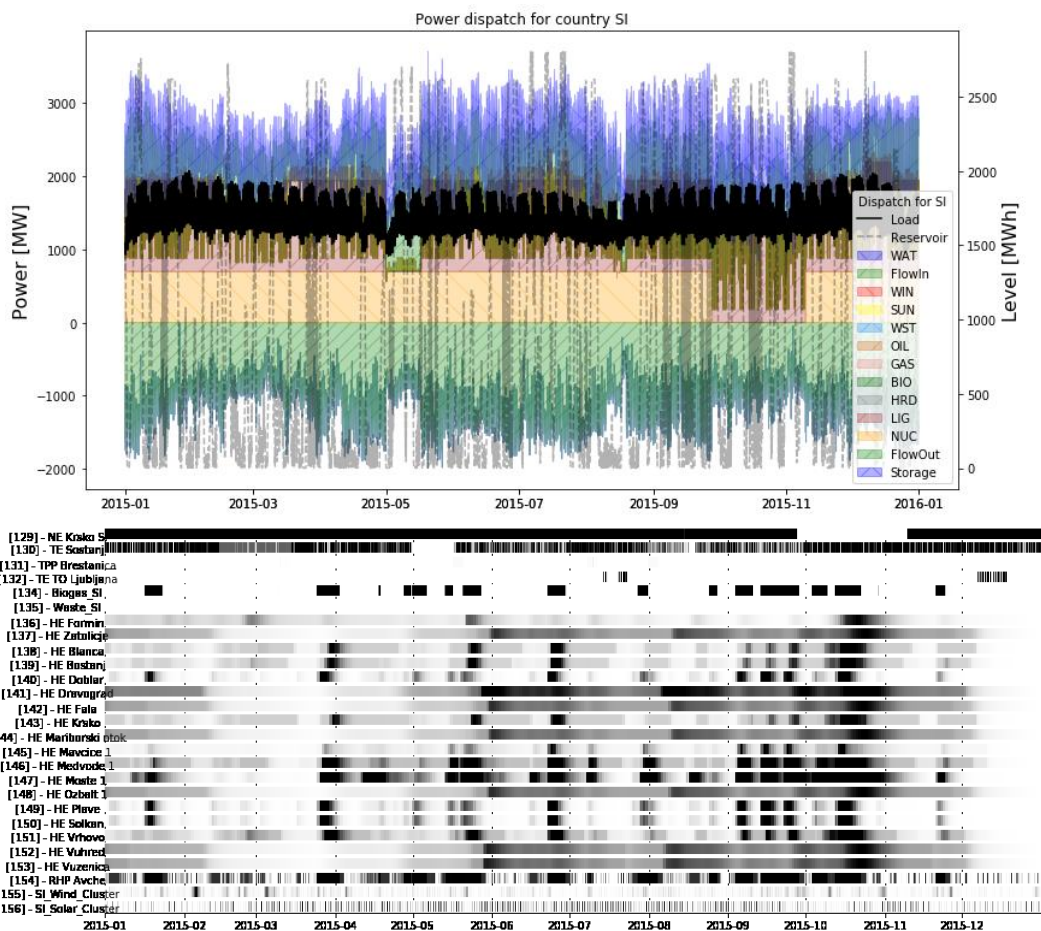 Power dispatch for country SI
Power [MW]
3000
2000
1000
0
−1000
−2000
Level [MWh]
2500
2000
1500
1000
500
0
Dispatch for SI
Load
Reservoir
WAT
FlowIn
WIN
SUN
WST
OIL
GAS
BIO
HRD
LIG
NUC
FlowOut
Storage
2015-01 2015-03 2015-05 2015-07 2015-09 2015-11 2016-01
[129] - NE Krsko S
[130] - TE Sostanj
[131] - TPP Brestanica
[132] - TE TO Ljubljana
[134] - Biogas_SI
[135] - Waste_SI
[136] - HE Formin
[137] - HE Zatolicje
[138] - HE Blanca
[139] - HE Bostanj
[140] - HE Doblar
[141] - HE Dravograd
[142] - HE Fala
[143] - HE Krsko
44] - HE Mariborski otok
[145] - HE Mavcice 1
[146] - HE Medvode 1
[147] - HE Moste 1
[148] - HE Ozbalt 1
[149] - HE Plave
[150] - HE Solkan
[151] - HE Vrhovo
[152] - HE Vuhred
[153] - HE Vuzenica
[154] - RHP Avche
155] - SI_Wind_Cluster
156] - SI_Solar_Cluster
2015-01 2015-02 2015-03 2015-04 2015-05 2015-06 2015-07 2015-08 2015-09 2015-10 2015-11 2015-12